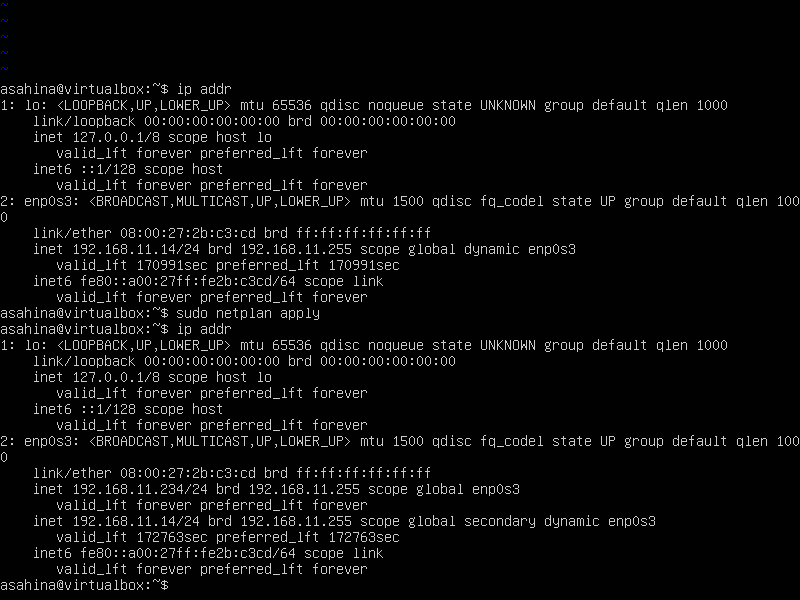 ~
~
~
~
~
asahina@virtualbox:~$ ip addr
1: lo: <LOOPBACK,UP,LOWER_UP> mtu 65536 qdisc noqueue state UNKNOWN group default qlen 1000
    link/loopback 00:00:00:00:00:00 brd 00:00:00:00:00:00
    inet 127.0.0.1/8 scope host lo
       valid_lft forever preferred_lft forever
    inet6 ::1/128 scope host
       valid_lft forever preferred_lft forever
2: enp0s3: <BROADCAST,MULTICAST,UP,LOWER_UP> mtu 1500 qdisc fq_codel state UP group default qlen 100
0
    link/ether 08:00:27:2b:c3:cd brd ff:ff:ff:ff:ff:ff
    inet 192.168.11.14/24 brd 192.168.11.255 scope global dynamic enp0s3
       valid_lft 170991sec preferred_lft 170991sec
    inet6 fe80::a00:27ff:fe2b:c3cd/64 scope link
       valid_lft forever preferred_lft forever
asahina@virtualbox:~$ sudo netplan apply
asahina@virtualbox:~$ ip addr
1: lo: <LOOPBACK,UP,LOWER_UP> mtu 65536 qdisc noqueue state UNKNOWN group default qlen 1000
    link/loopback 00:00:00:00:00:00 brd 00:00:00:00:00:00
    inet 127.0.0.1/8 scope host lo
       valid_lft forever preferred_lft forever
    inet6 ::1/128 scope host
       valid_lft forever preferred_lft forever
2: enp0s3: <BROADCAST,MULTICAST,UP,LOWER_UP> mtu 1500 qdisc fq_codel state UP group default qlen 100
0
    link/ether 08:00:27:2b:c3:cd brd ff:ff:ff:ff:ff:ff
    inet 192.168.11.234/24 brd 192.168.11.255 scope global enp0s3
       valid_lft forever preferred_lft forever
    inet 192.168.11.14/24 brd 192.168.11.255 scope global secondary dynamic enp0s3
       valid_lft 172763sec preferred_lft 172763sec
    inet6 fe80::a00:27ff:fe2b:c3cd/64 scope link
       valid_lft forever preferred_lft forever
asahina@virtualbox:~$